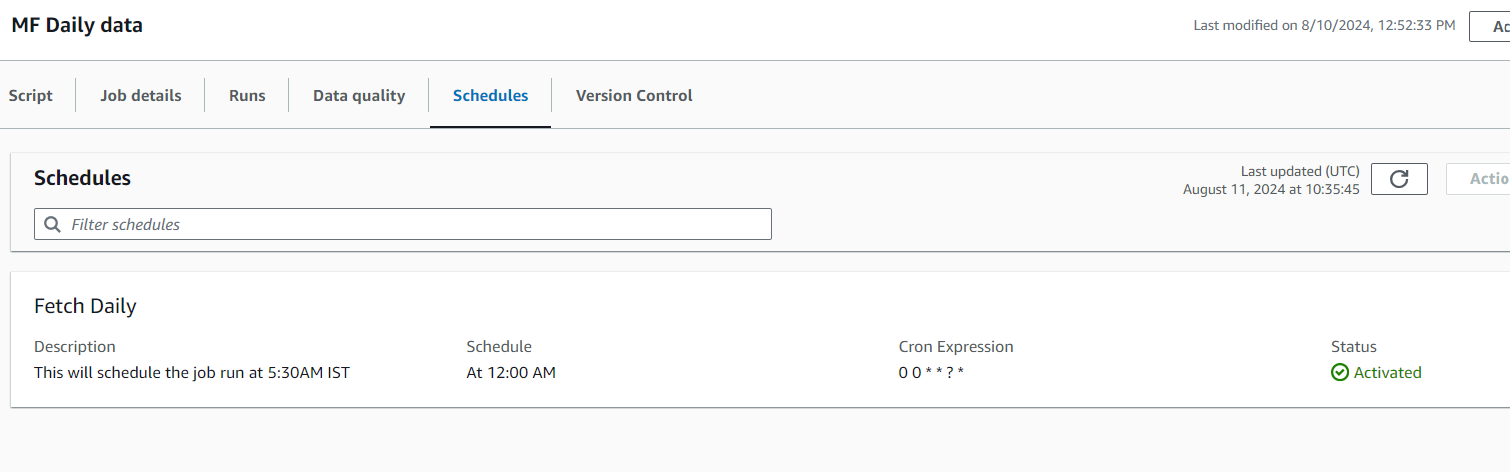 MF Daily data
Last modified on 8/10/2024, 12:52:33 PM
Script
Job details
Runs
Data quality
Schedules
Version Control
Schedules
Last updated (UTC)
August 11, 2024 at 10:35:45
Filter schedules
Fetch Daily
Description
This will schedule the job run at 5:30AM IST
Schedule
At 12:00 AM
Cron Expression
0 0 * * ? *
Status
Activated